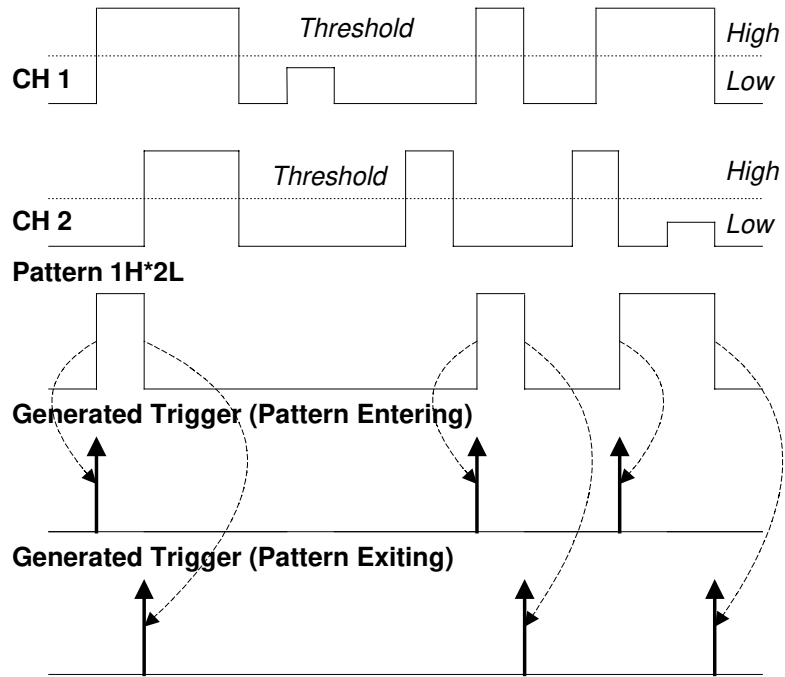 Threshold
High
CH 1
Low
Threshold
High
CH 2
Low
Pattern 1H*2L
Generated Trigger (Pattern Entering)
Generated Trigger (Pattern Exiting)